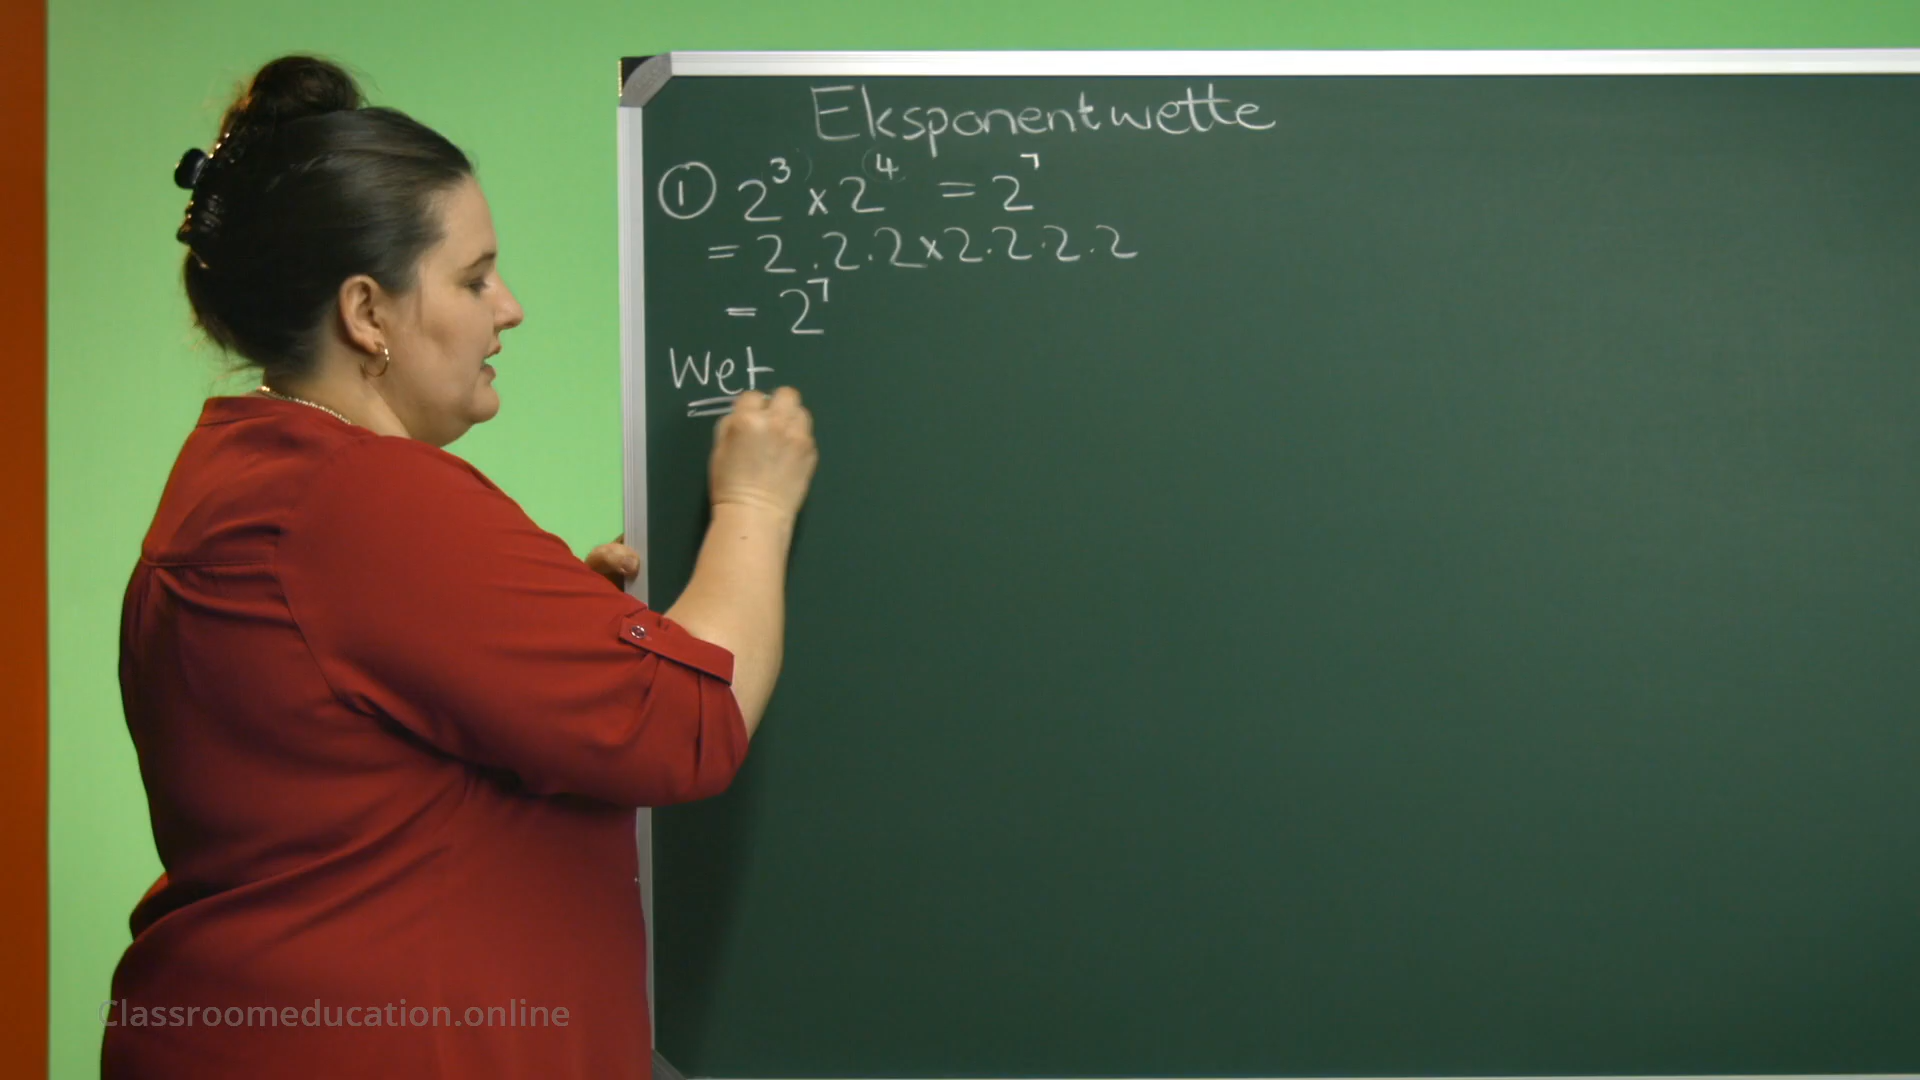 Eksponentwette
① 2³ x 2⁴ = 2⁷
= 2.2.2x2.2.2.2
= 2⁷
Wet
Classroomeducation.online